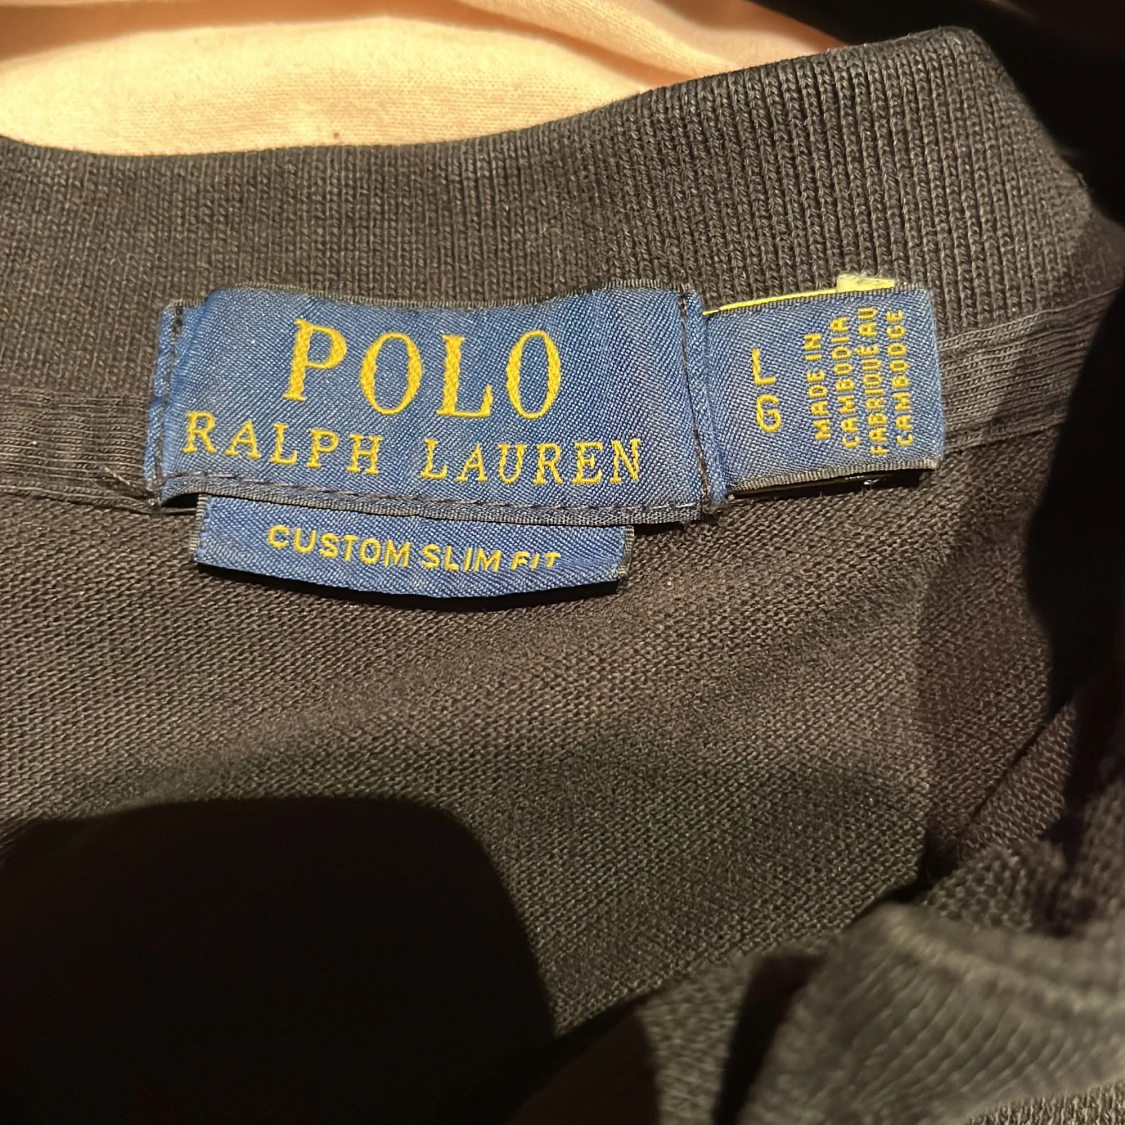 POLO
RALPH LAUREN
CUSTOM SLIM FIT
L
G
MADE IN
CAMBODIA
FABRIQUÉ AU
CAMBODGE